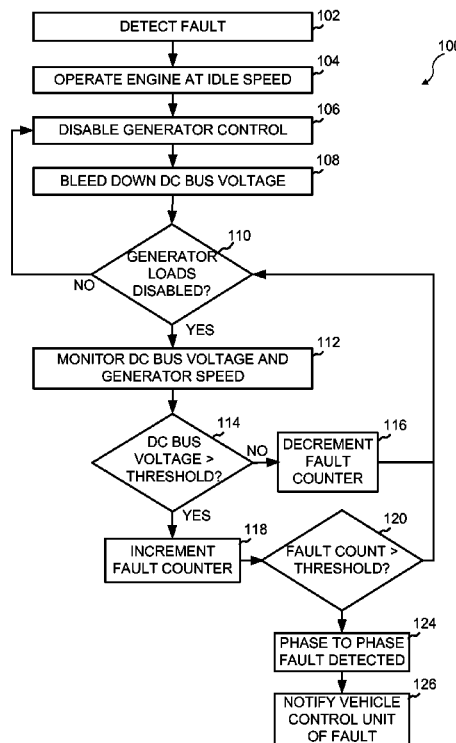 DETECT FAULT
102
100
OPERATE ENGINE AT IDLE SPEED
104
DISABLE GENERATOR CONTROL
106
BLEED DOWN DC BUS VOLTAGE
108
GENERATOR
LOADS
DISABLED?
110
NO
YES
MONITOR DC BUS VOLTAGE AND
GENERATOR SPEED
112
DC BUS
VOLTAGE >
THRESHOLD?
114
NO
YES
DECREMENT
FAULT
COUNTER
116
INCREMENT
FAULT COUNTER
118
FAULT COUNT >
THRESHOLD?
120
PHASE TO PHASE
FAULT DETECTED
124
NOTIFY VEHICLE
CONTROL UNIT
OF FAULT
126